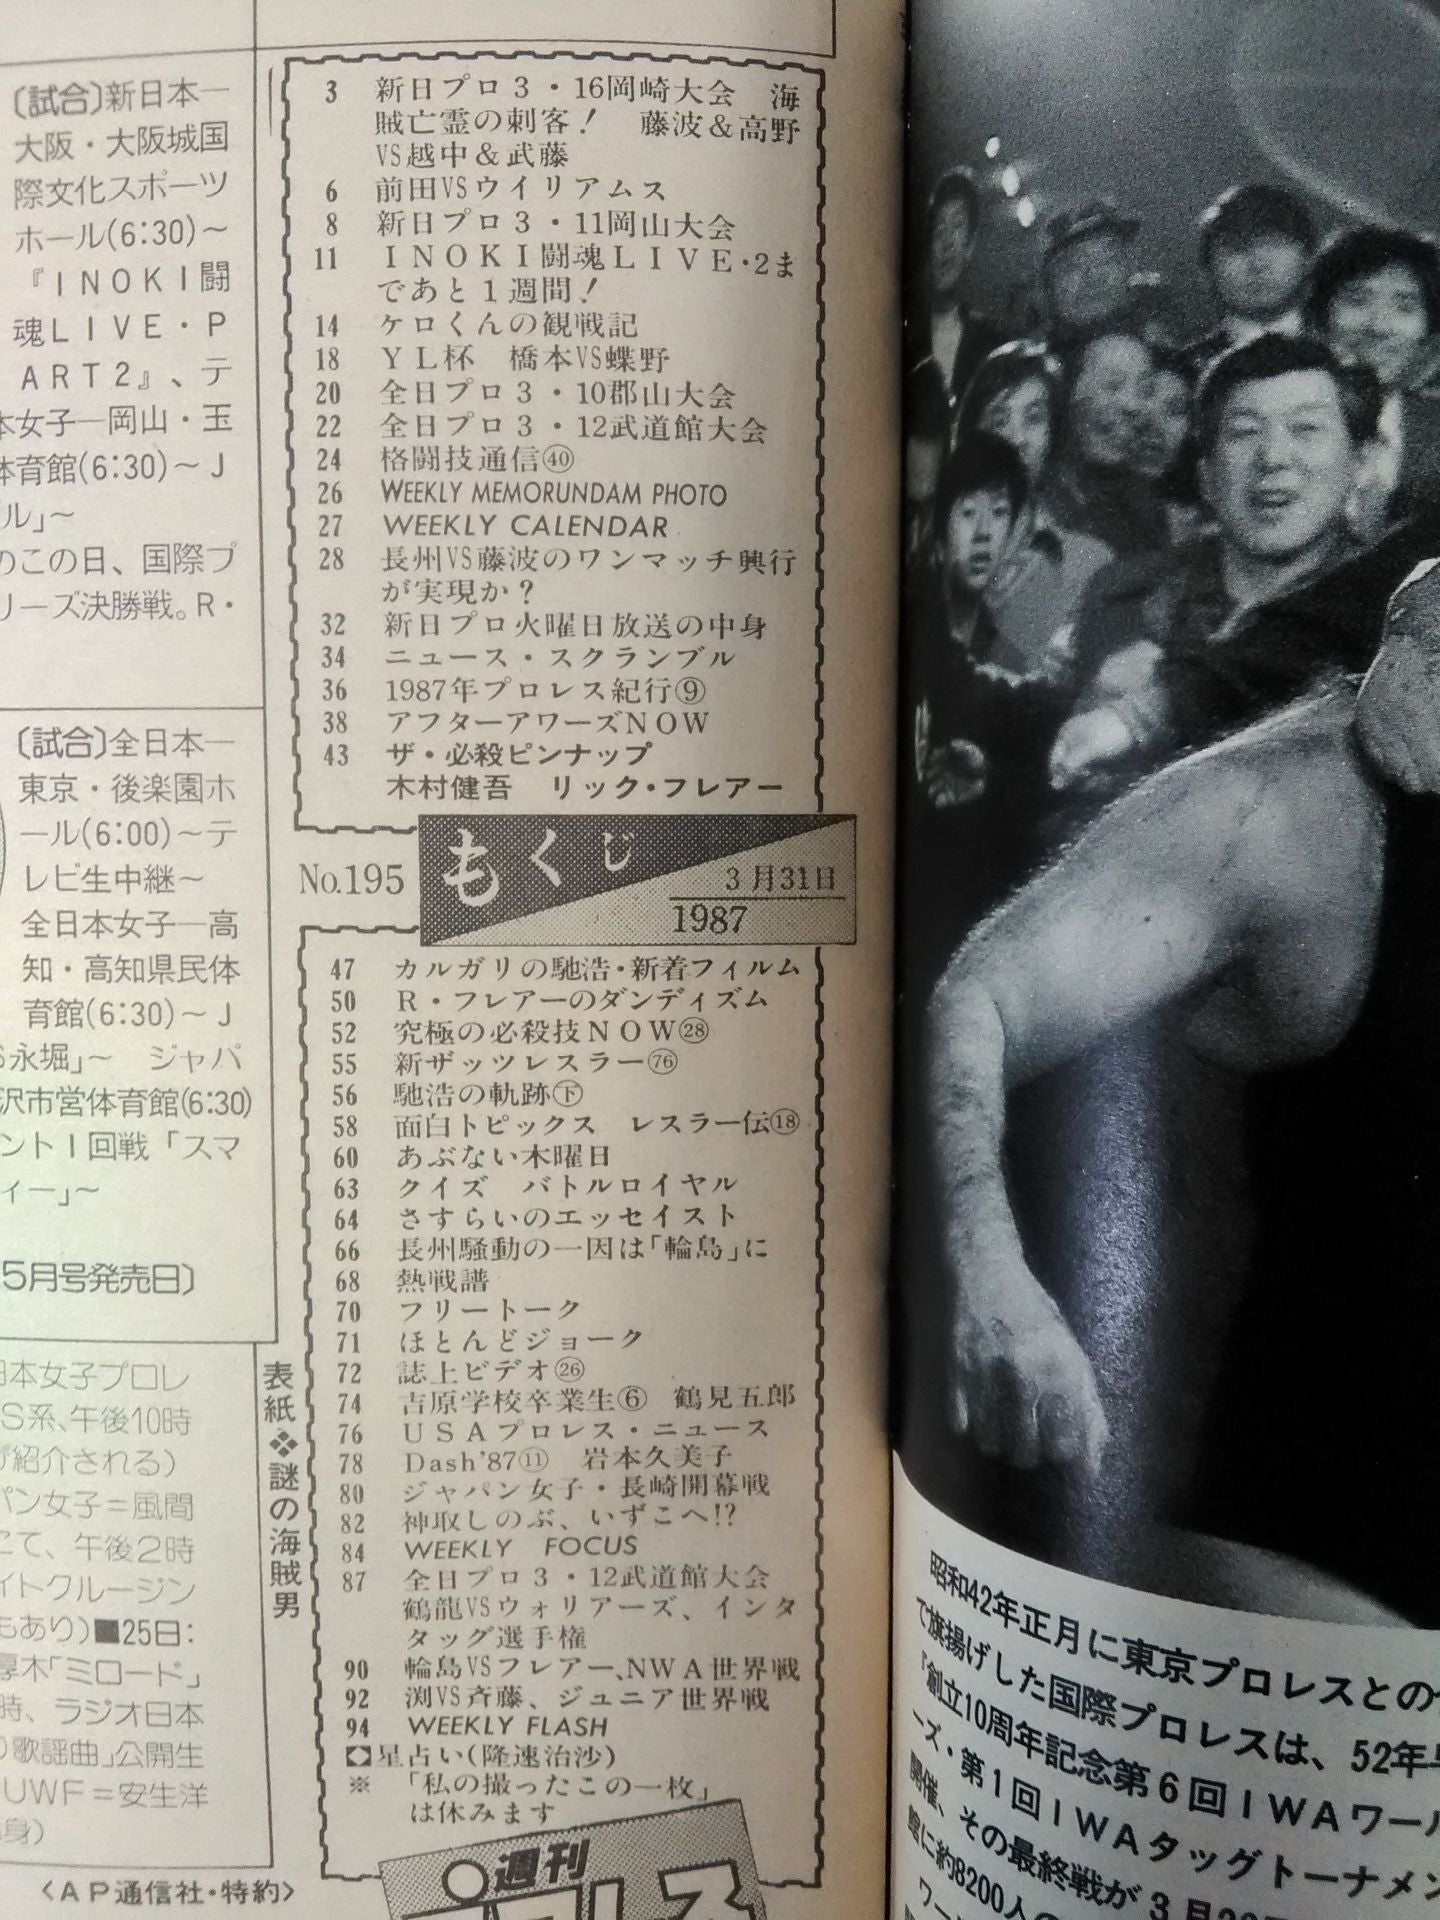 〔試合〕新日本―
大阪・大阪城国
際文化スポーツ
ホール(6:30)～
『INOKI闘
魂LIVE・P
ART2』、テ
本女子―岡山・玉
体育館(6:30)～J
ル」～
のこの日、国際プ
リーズ決勝戦。R・
〔試合〕全日本―
東京・後楽園ホ
ール(6:00)～テ
レビ生中継～
全日本女子―高
知・高知県民体
育館(6:30)～J
永堀」～　ジャパ
沢市営体育館(6:30)
ント1回戦「スマ
ィー」～
5月号発売日〕
日本女子プロレ
S系、午後10時
紹介される)
パン女子＝風間
こて、午後2時
イトクルージン
もあり)■25日:
厚木「ミロード」
時、ラジオ日本
歌謡曲」公開生
UWF＝安生洋
身)
〈AP通信社・特約〉
3 新日プロ3・16岡崎大会　海
賊亡霊の刺客！　藤波＆高野
VS越中＆武藤
6 前田VSウイリアムス
8 新日プロ3・11岡山大会
11 INOKI闘魂LIVE・2ま
であと1週間！
14 ケロくんの観戦記
18 YL杯　橋本VS蝶野
20 全日プロ3・10郡山大会
22 全日プロ3・12武道館大会
24 格闘技通信㊵
26 WEEKLY MEMORUNDAM PHOTO
27 WEEKLY CALENDAR
28 長州VS藤波のワンマッチ興行
が実現か？
32 新日プロ火曜日放送の中身
34 ニュース・スクランブル
36 1987年プロレス紀行⑨
38 アフターアワーズNOW
43 ザ・必殺ピンナップ
木村健吾　リック・フレアー
No.195
もくじ
3月31日
1987
47 カルガリの馳浩・新着フィルム
50 R・フレアーのダンディズム
52 究極の必殺技NOW㉘
55 新ザッツレスラー(76)
56 馳浩の軌跡㊦
58 面白トピックス　レスラー伝⑱
60 あぶない木曜日
63 クイズ　バトルロイヤル
64 さすらいのエッセイスト
66 長州騒動の一因は「輪島」に
68 熱戦譜
70 フリートーク
71 ほとんどジョーク
72 誌上ビデオ㉖
74 吉原学校卒業生⑥　鶴見五郎
76 USAプロレス・ニュース
78 Dash'87⑪　岩本久美子
80 ジャパン女子・長崎開幕戦
82 神取しのぶ、いずこへ!?
84 WEEKLY FOCUS
87 全日プロ3・12武道館大会
鶴龍VSウォリアーズ、インタ
タッグ選手権
90 輪島VSフレアー、NWA世界戦
92 渕VS斉藤、ジュニア世界戦
94 WEEKLY FLASH
星占い(隆速治沙)
※　「私の撮ったこの一枚」
は休みます
表紙❖謎の海賊男
週刊
プロレス
昭和42年正月に東京プロレスとの
で旗揚げした国際プロレスは、52年
「創立10周年記念第6回IWAワール
ーズ・第1回IWAタッグトーナメン
開催、その最終戦が3月
館に約8200人の
ワー